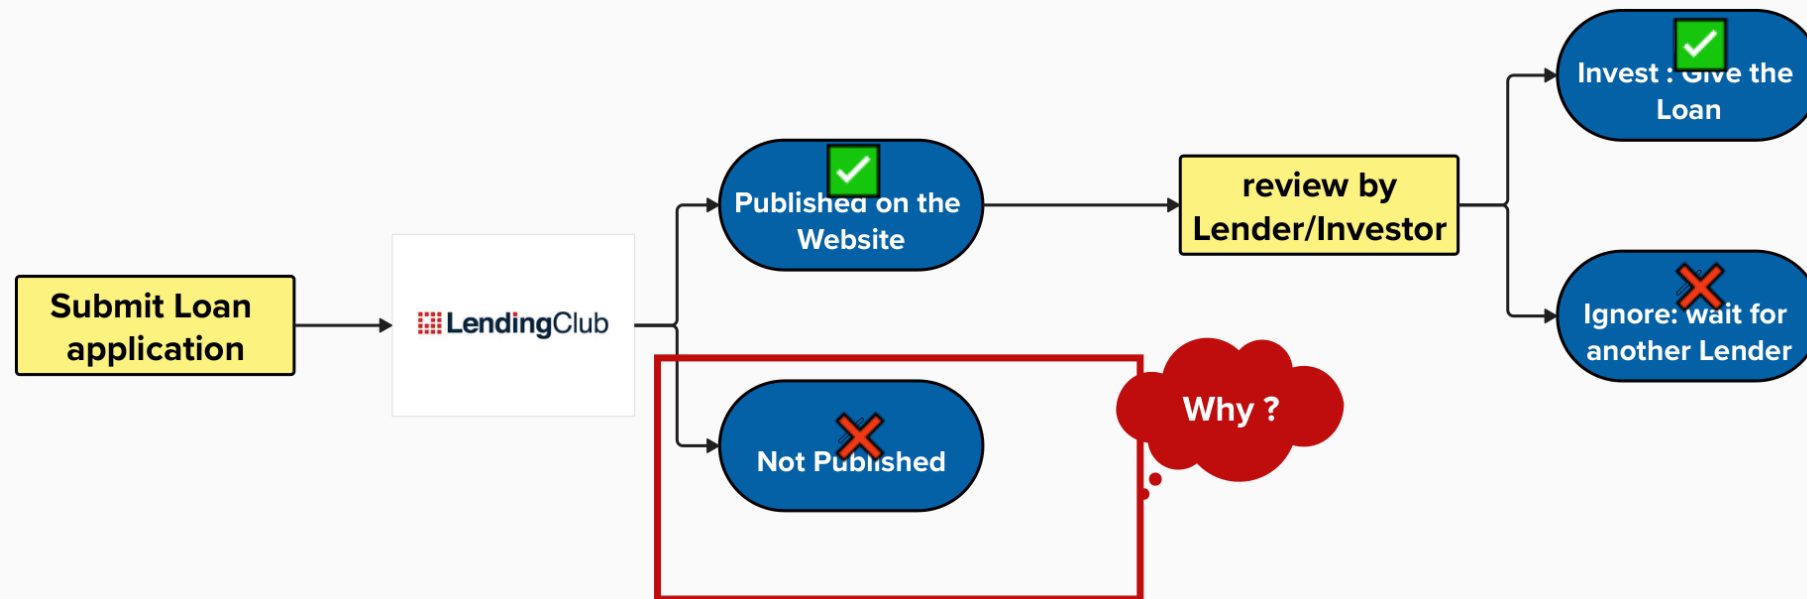 Submit Loan
application
LendingClub
Published on the
Website
Not Published
Why ?
review by
Lender/Investor
Invest : Give the
Loan
Ignore: wait for
another Lender